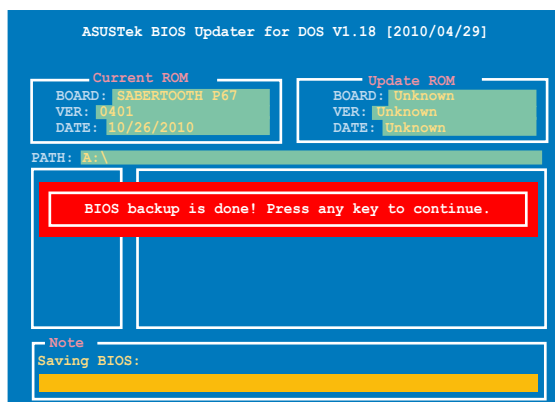 ASUSTek BIOS Updater for DOS V1.18 [2010/04/29]
Current ROM
BOARD: SABERTOOTH P67
VER: 0401
DATE: 10/26/2010
Update ROM
BOARD: Unknown
VER: Unknown
DATE: Unknown
PATH: A:\
BIOS backup is done! Press any key to continue.
Note
Saving BIOS: